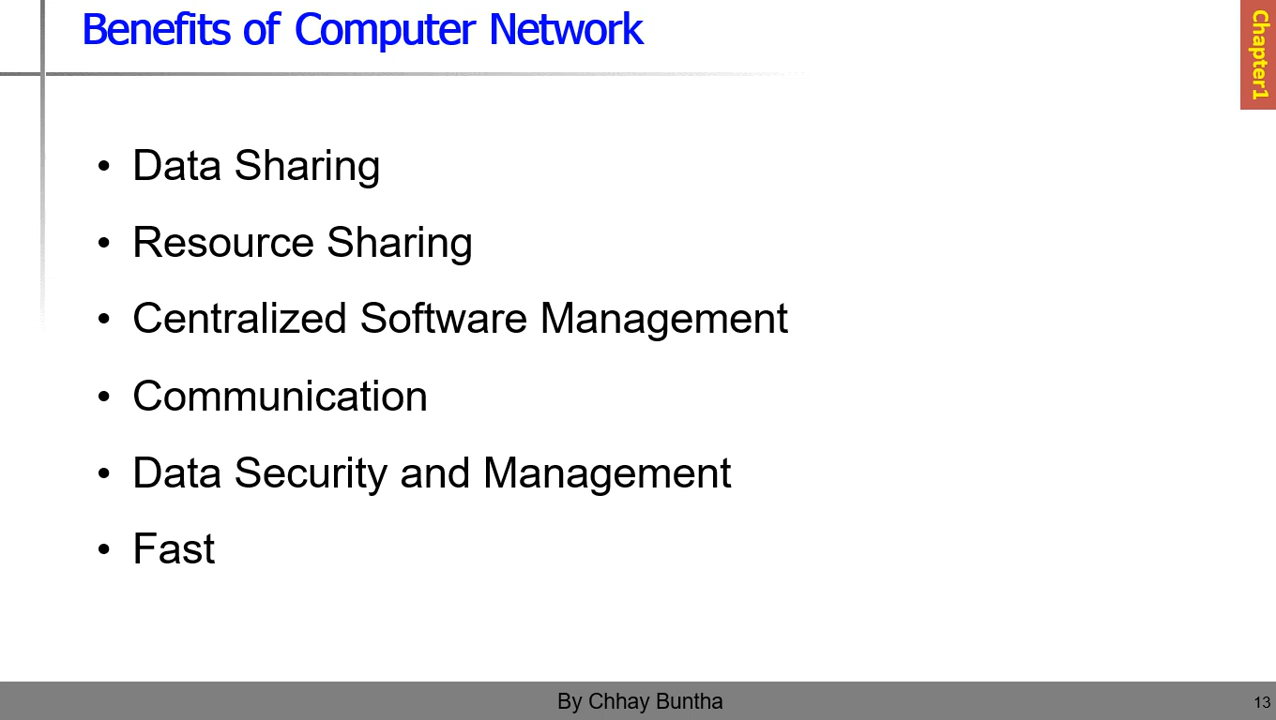 Benefits of Computer Network
Chapter1
• Data Sharing
• Resource Sharing
• Centralized Software Management
• Communication
• Data Security and Management
• Fast
By Chhay Buntha
13